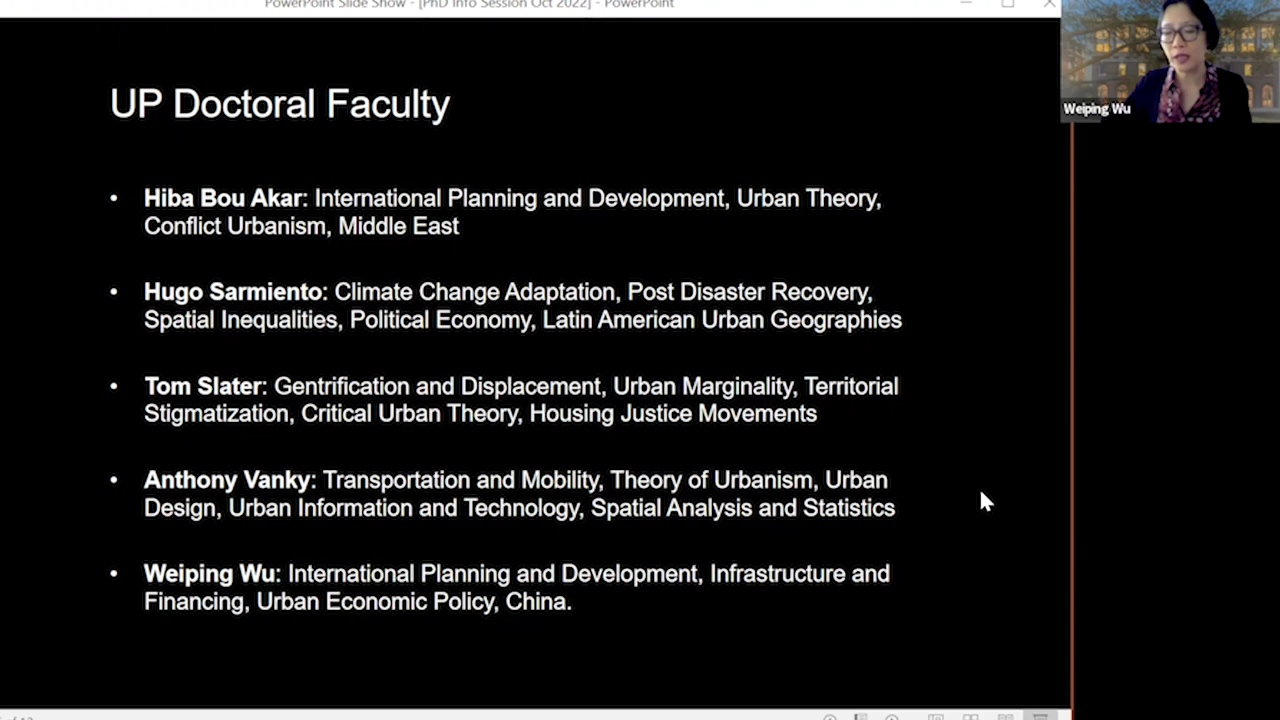 PowerPoint Slide Show - [PhD Info Session Oct 2022] - PowerPoint
Weiping Wu
UP Doctoral Faculty
• Hiba Bou Akar: International Planning and Development, Urban Theory,
Conflict Urbanism, Middle East
• Hugo Sarmiento: Climate Change Adaptation, Post Disaster Recovery,
Spatial Inequalities, Political Economy, Latin American Urban Geographies
• Tom Slater: Gentrification and Displacement, Urban Marginality, Territorial
Stigmatization, Critical Urban Theory, Housing Justice Movements
• Anthony Vanky: Transportation and Mobility, Theory of Urbanism, Urban
Design, Urban Information and Technology, Spatial Analysis and Statistics
• Weiping Wu: International Planning and Development, Infrastructure and
Financing, Urban Economic Policy, China.